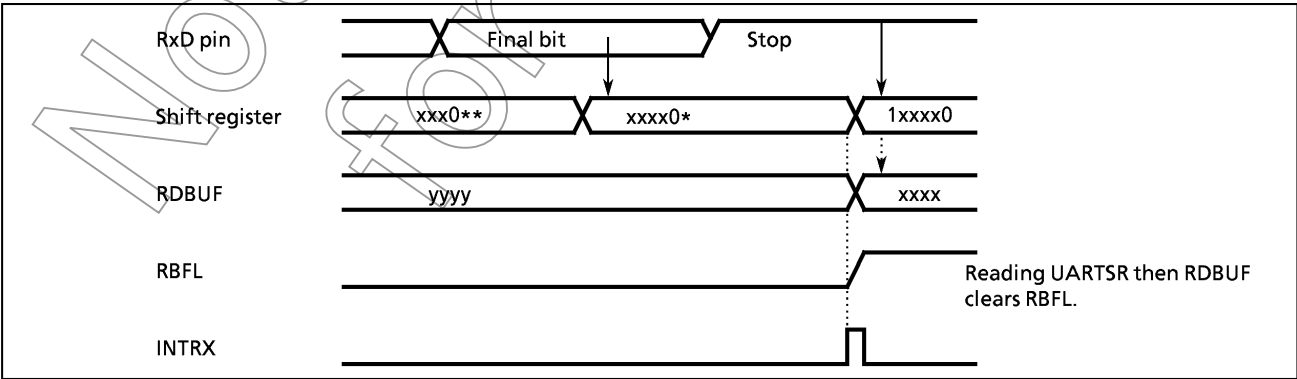 RxD pin Final bit Stop
Shift register xxx0** xxxx0* 1xxxx0
RDBUF yyyy xxxx
RBFL
Reading UARTSR then RDBUF
clears RBFL.
INTRX